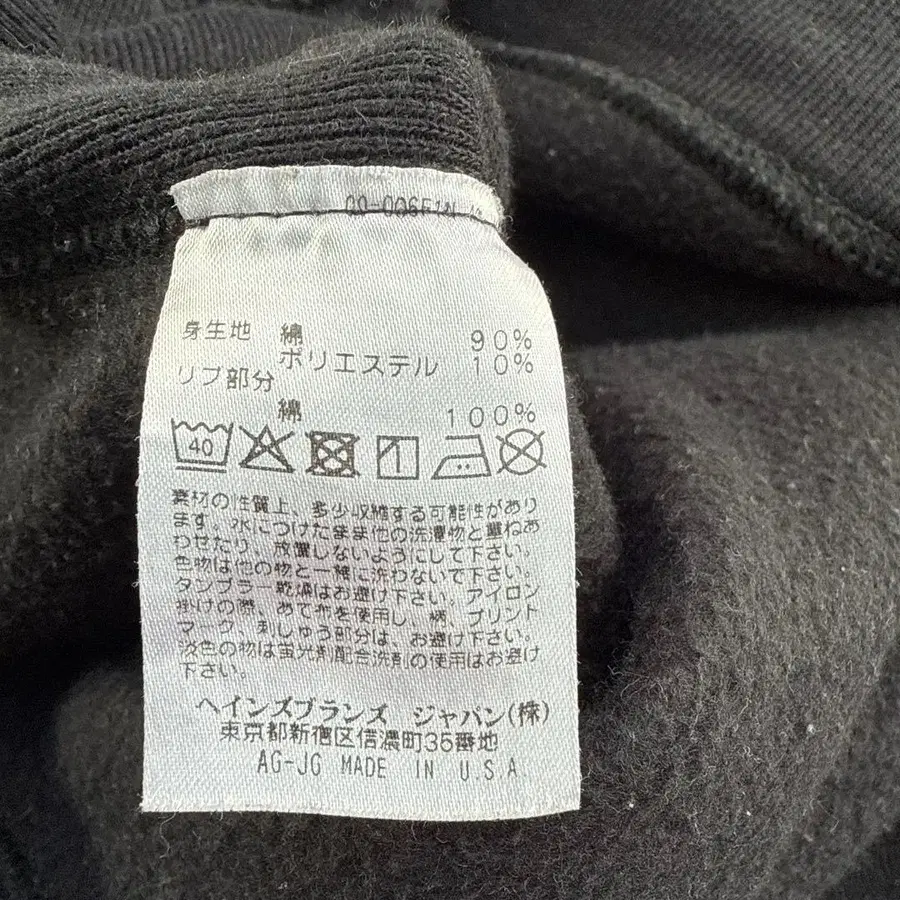 身生地 綿 90%
ポリエステル 10%
リブ部分
綿 100%
40
素材の性質上、多少収縮する可能性があり
ます。水につけたまま他の洗濯物と重ねあ
わせたり、放置しないようにして下さい。
色物は他の物と一緒に洗わないで下さい。
タンブラー乾燥はお避け下さい。アイロン
掛けの際、あて布を使用し、柄、プリント
マーク、刺しゅう部分は、お避け下さい。
淡色の物は蛍光剤配合洗剤の使用はお避け
下さい。
ヘインズブランズ ジャパン(株)
東京都新宿区信濃町35番地
AG-JG MADE IN U.S.A.